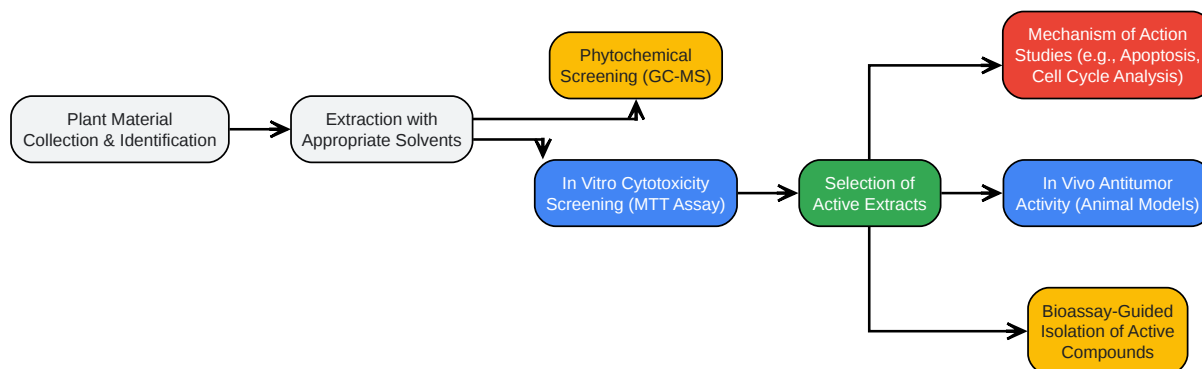 Plant Material
Collection & Identification
Extraction with
Appropriate Solvents
Phytochemical
Screening (GC-MS)
In Vitro Cytotoxicity
Screening (MTT Assay)
Selection of
Active Extracts
Mechanism of Action
Studies (e.g., Apoptosis,
Cell Cycle Analysis)
In Vivo Antitumor
Activity (Animal Models)
Bioassay-Guided
Isolation of Active
Compounds